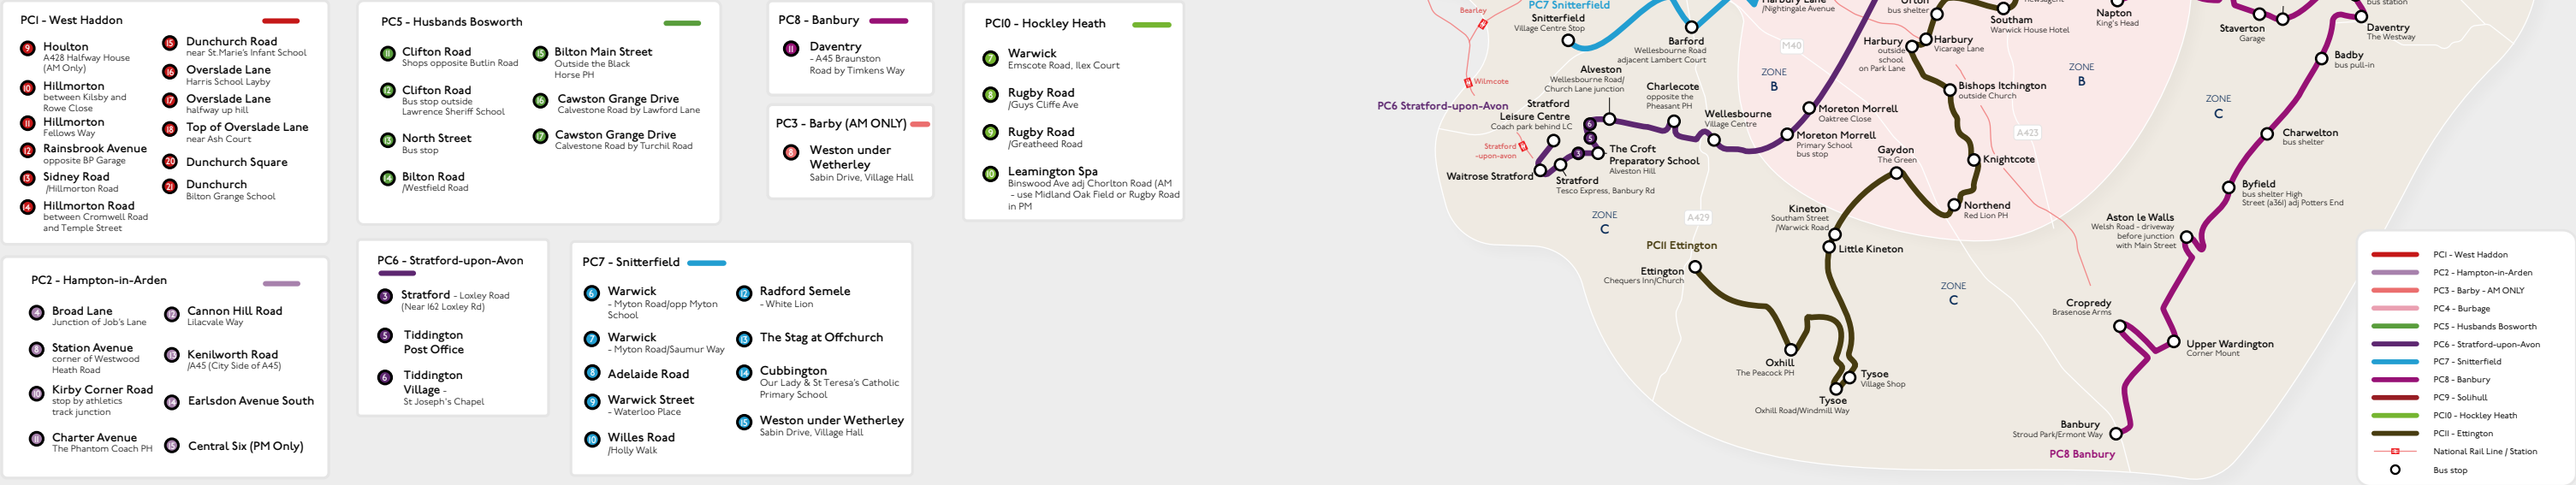 PC1 - West Haddon
9 Houlton
A428 Halfway House
(AM Only)
10 Hillmorton
between Kilsby and
Rowe Close
11 Hillmorton
Fellows Way
12 Rainsbrook Avenue
opposite BP Garage
13 Sidney Road
/Hillmorton Road
14 Hillmorton Road
between Cromwell Road
and Temple Street
15 Dunchurch Road
near St.Marie's Infant School
16 Overslade Lane
Harris School Layby
17 Overslade Lane
halfway up hill
18 Top of Overslade Lane
near Ash Court
20 Dunchurch Square
21 Dunchurch
Bilton Grange School
PC2 - Hampton-in-Arden
4 Broad Lane
Junction of Job's Lane
8 Station Avenue
corner of Westwood
Heath Road
10 Kirby Corner Road
stop by athletics
track junction
11 Charter Avenue
The Phantom Coach PH
12 Cannon Hill Road
Lilacvale Way
13 Kenilworth Road
/A45 (City Side of A45)
14 Earlsdon Avenue South
15 Central Six (PM Only)
PC5 - Husbands Bosworth
11 Clifton Road
Shops opposite Butlin Road
12 Clifton Road
Bus stop outside
Lawrence Sheriff School
13 North Street
Bus stop
14 Bilton Road
/Westfield Road
15 Bilton Main Street
Outside the Black
Horse PH
16 Cawston Grange Drive
Calvestone Road by Lawford Lane
17 Cawston Grange Drive
Calvestone Road by Turchil Road
PC6 - Stratford-upon-Avon
3 Stratford - Loxley Road
(Near 162 Loxley Rd)
5 Tiddington
Post Office
6 Tiddington
Village -
St Joseph's Chapel
PC7 - Snitterfield
6 Warwick
- Myton Road/opp Myton
School
7 Warwick
- Myton Road/Saumur Way
8 Adelaide Road
9 Warwick Street
- Waterloo Place
10 Willes Road
/Holly Walk
12 Radford Semele
- White Lion
13 The Stag at Offchurch
14 Cubbington
Our Lady & St Teresa's Catholic
Primary School
15 Weston under Wetherley
Sabin Drive, Village Hall
PC8 - Banbury
11 Daventry
- A45 Braunston
Road by Timkens Way
PC3 - Barby (AM ONLY)
8 Weston under
Wetherley
Sabin Drive, Village Hall
PC10 - Hockley Heath
7 Warwick
Emscote Road, Ilex Court
8 Rugby Road
/Guys Cliffe Ave
9 Rugby Road
/Greatheed Road
10 Leamington Spa
Binswood Ave adj Chorlton Road (AM
- use Midland Oak Field or Rugby Road
in PM
Bearley
Wilmcote
Stratford
-upon-avon
PC7 Snitterfield
Snitterfield
Village Centre Stop
Barford
Wellesbourne Road
adjacent Lambert Court
Harbury Lane
/Nightingale Avenue
M40
ZONE
B
PC6 Stratford-upon-Avon
Alveston
Wellesbourne Road/
Church Lane junction
Stratford
Leisure Centre
Coach park behind LC
Charlecote
opposite the
Pheasant PH
Wellesbourne
Village Centre
Moreton Morrell
Oaktree Close
Moreton Morrell
Primary School
bus stop
6
5
3
The Croft
Preparatory School
Alveston Hill
Waitrose Stratford
Stratford
Tesco Express, Banbury Rd
ZONE
C
A429
Ufton
bus shelter
Southam
Warwick House Hotel
Harbury
outside
school
on Park Lane
Harbury
Vicarage Lane
Bishops Itchington
outside Church
A423
Knightcote
Gaydon
The Green
Northend
Red Lion PH
Kineton
Southam Street
/Warwick Road
Little Kineton
PC11 Ettington
Ettington
Chequers Inn/Church
Oxhill
The Peacock PH
Tysoe
Village Shop
Tysoe
Oxhill Road/Windmill Way
ZONE
C
ZONE
B
Napton
King's Head
Staverton
Garage
bus station
Daventry
The Westway
Badby
bus pull-in
ZONE
C
Charwelton
bus shelter
Byfield
bus shelter High
Street (a361) adj Potters End
Aston le Walls
Welsh Road - driveway
before junction
with Main Street
Cropredy
Brasenose Arms
Upper Wardington
Corner Mount
Banbury
Stroud Park/Ermont Way
PC8 Banbury
PC1 - West Haddon
PC2 - Hampton-in-Arden
PC3 - Barby - AM ONLY
PC4 - Burbage
PC5 - Husbands Bosworth
PC6 - Stratford-upon-Avon
PC7 - Snitterfield
PC8 - Banbury
PC9 - Solihull
PC10 - Hockley Heath
PC11 - Ettington
National Rail Line / Station
Bus stop